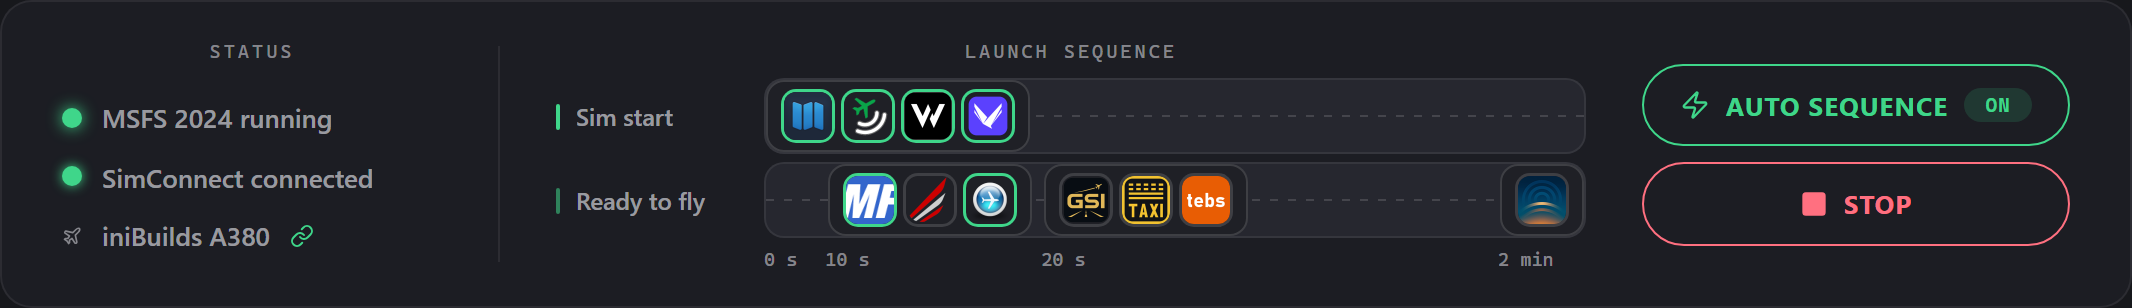 STATUS
MSFS 2024 running
SimConnect connected
iniBuilds A380
LAUNCH SEQUENCE
Sim start
W
Ready to fly
MF
GSI
TAXI
tebs
0 s
10 s
20 s
2 min
AUTO SEQUENCE ON
STOP